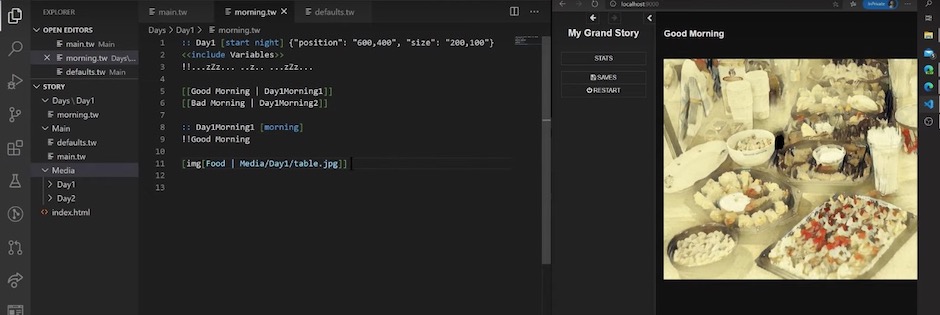 EXPLORER
OPEN EDITORS
main.tw Main
morning.tw Days\...
defaults.tw
STORY
Days \ Day1
morning.tw
Main
defaults.tw
main.tw
Media
Day1
Day2
index.html
main.tw
morning.tw
defaults.tw
Days > Day1 > morning.tw
1 :: Day1 [start night] {"position": "600,400", "size": "200,100"}
2 <<include Variables>>
3 !!...zZz... ..z.. ...zZz...
4
5 [[Good Morning | Day1Morning1]]
6 [[Bad Morning | Day1Morning2]]
7
8 :: Day1Morning1 [morning]
9 !!Good Morning
10
11 [img[Food | Media/Day1/table.jpg]]
12
13
localhost:8000
InPrivate
My Grand Story
STATS
SAVES
RESTART
Good Morning